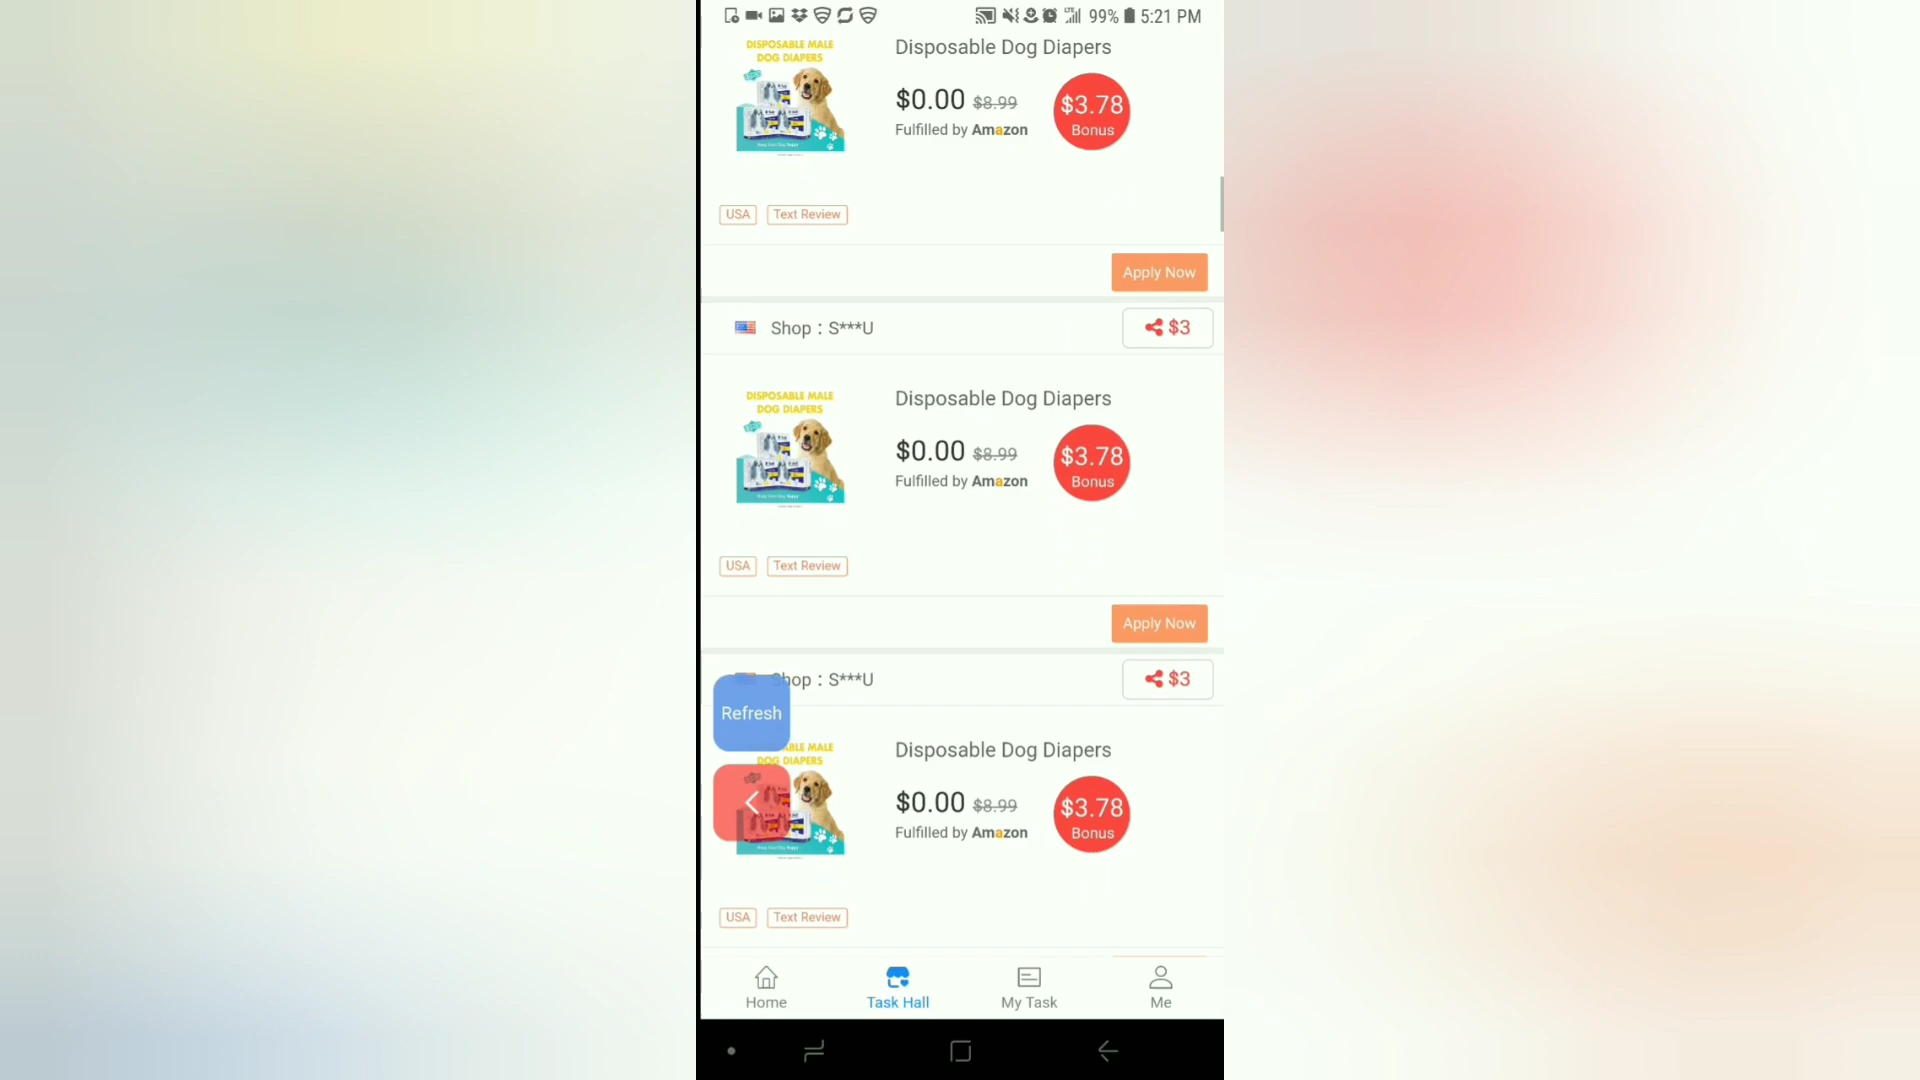 99% 5:21 PM
DISPOSABLE MALE
DOG DIAPERS
Disposable Dog Diapers
$0.00 $8.99
Fulfilled by Amazon
$3.78
Bonus
USA Text Review
Apply Now
Shop : S***U
$3
DISPOSABLE MALE
DOG DIAPERS
Disposable Dog Diapers
$0.00 $8.99
Fulfilled by Amazon
$3.78
Bonus
USA Text Review
Apply Now
Shop : S***U
$3
Refresh
DOG DIAPERS
Disposable Dog Diapers
$0.00 $8.99
Fulfilled by Amazon
$3.78
Bonus
USA Text Review
Home
Task Hall
My Task
Me